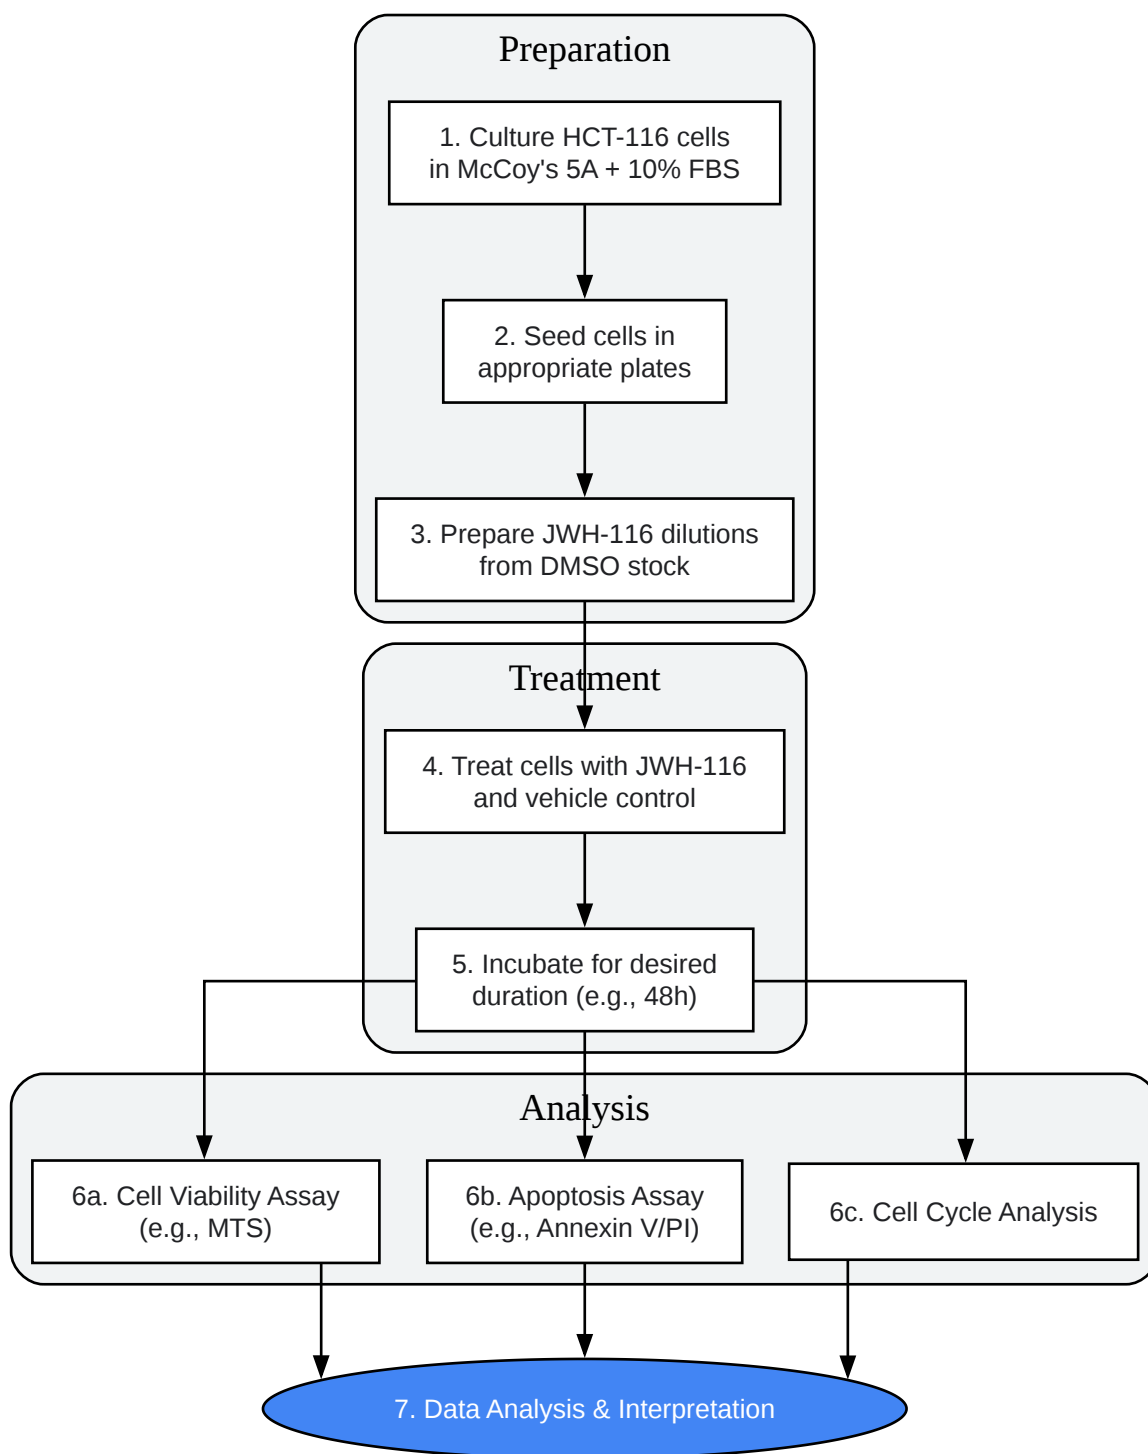 Preparation
1. Culture HCT-116 cells
in McCoy's 5A + 10% FBS
2. Seed cells in
appropriate plates
3. Prepare JWH-116 dilutions
from DMSO stock
Treatment
4. Treat cells with JWH-116
and vehicle control
5. Incubate for desired
duration (e.g., 48h)
Analysis
6a. Cell Viability Assay
(e.g., MTS)
6b. Apoptosis Assay
(e.g., Annexin V/PI)
6c. Cell Cycle Analysis
7. Data Analysis & Interpretation